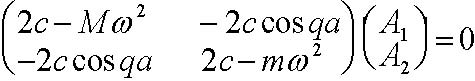 (2c − Mω² −2c cos qa) (A₁) = 0
(−2c cos qa 2c − mω²) (A₂)